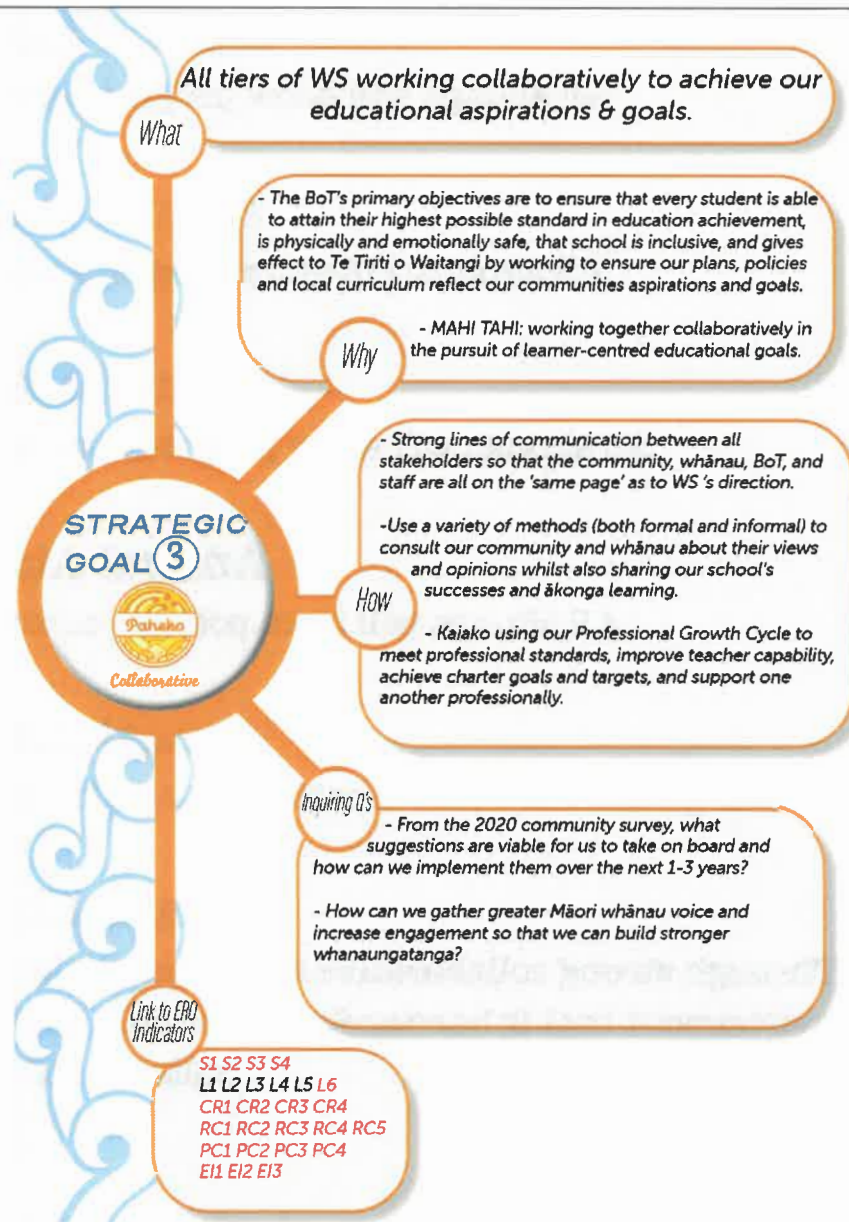 All tiers of WS working collaboratively to achieve our
educational aspirations & goals.
What
- The BoT's primary objectives are to ensure that every student is able
to attain their highest possible standard in education achievement,
is physically and emotionally safe, that school is inclusive, and gives
effect to Te Tiriti o Waitangi by working to ensure our plans, policies
and local curriculum reflect our communities aspirations and goals.
- MAHI TAHI: working together collaboratively in
the pursuit of learner-centred educational goals.
Why
- Strong lines of communication between all
stakeholders so that the community, whānau, BoT, and
staff are all on the 'same page' as to WS 's direction.
-Use a variety of methods (both formal and informal) to
consult our community and whānau about their views
and opinions whilst also sharing our school's
successes and ākonga learning.
- Kaiako using our Professional Growth Cycle to
meet professional standards, improve teacher capability,
achieve charter goals and targets, and support one
another professionally.
How
STRATEGIC
GOAL 3
Paheko
Collaborative
Inquiring Q's
- From the 2020 community survey, what
suggestions are viable for us to take on board and
how can we implement them over the next 1-3 years?
- How can we gather greater Māori whānau voice and
increase engagement so that we can build stronger
whanaungatanga?
Link to ERO
Indicators
S1 S2 S3 S4
L1 L2 L3 L4 L5 L6
CR1 CR2 CR3 CR4
RC1 RC2 RC3 RC4 RC5
PC1 PC2 PC3 PC4
EI1 EI2 EI3